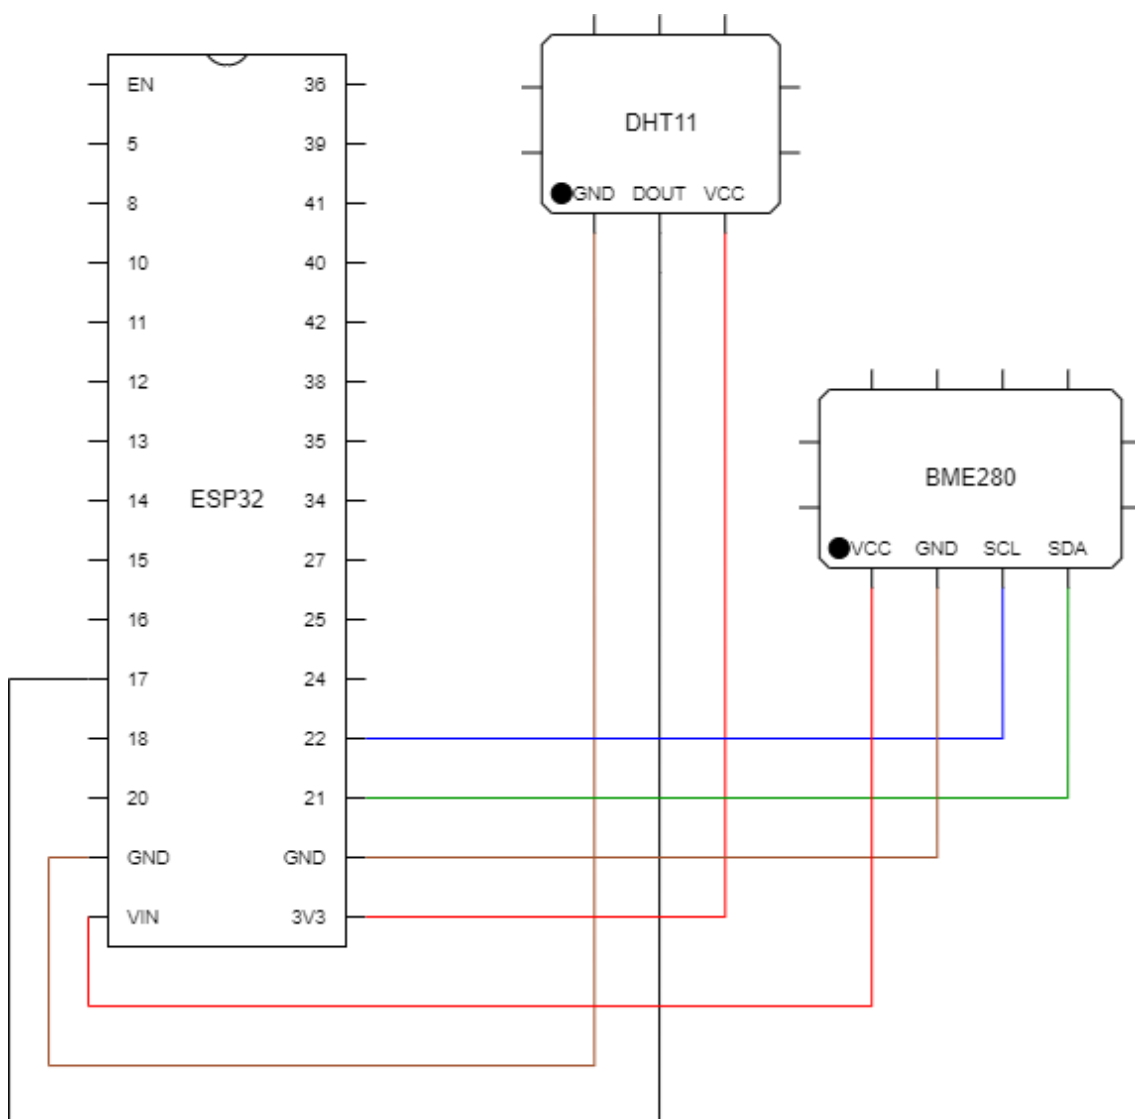 EN 36
5 39
8 41
10 40
11 42
12 38
13 35
14 34
ESP32
15 27
16 25
17 24
18 22
20 21
GND GND
VIN 3V3
DHT11
GND DOUT VCC
BME280
VCC GND SCL SDA